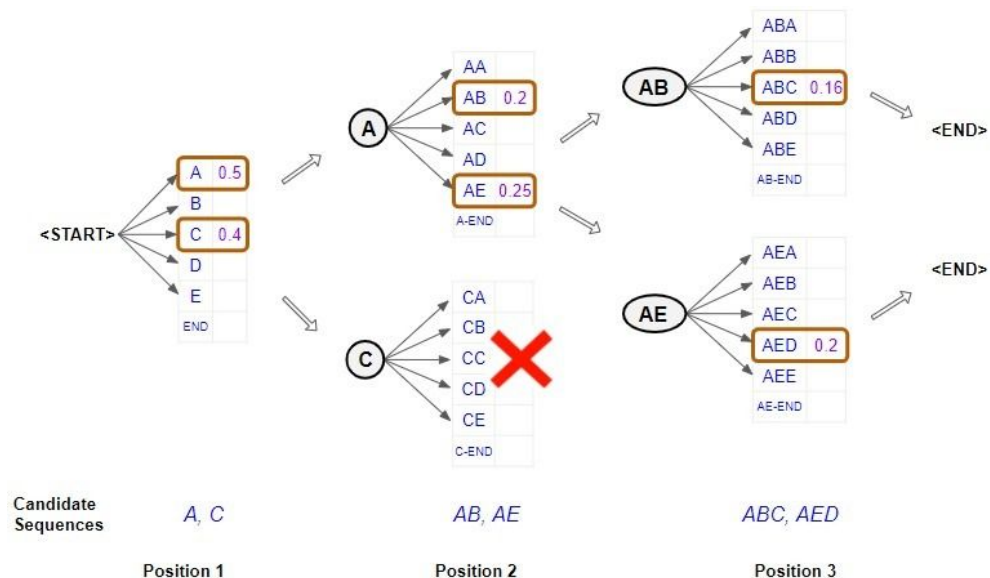 <START>
A 0.5
B
C 0.4
D
E
END
A
AA
AB 0.2
AC
AD
AE 0.25
A-END
C
CA
CB
CC
CD
CE
C-END
AB
ABA
ABB
ABC 0.16
ABD
ABE
AB-END
<END>
AE
AEA
AEB
AEC
AED 0.2
AEE
AE-END
<END>
Candidate
Sequences
A, C
AB, AE
ABC, AED
Position 1
Position 2
Position 3